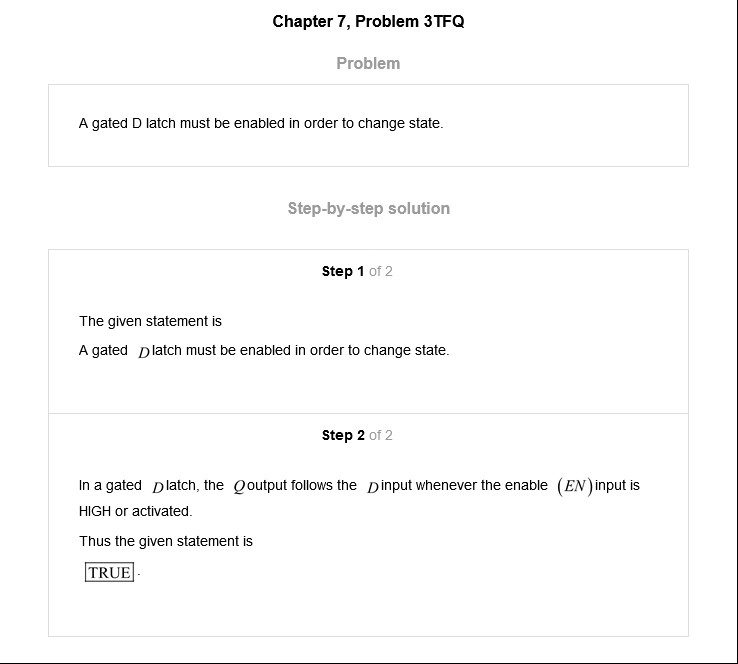 Chapter 7, Problem 3TFQ
Problem
A gated D latch must be enabled in order to change state.
Step-by-step solution
Step 1 of 2
The given statement is
A gated D latch must be enabled in order to change state.
Step 2 of 2
In a gated D latch, the Q output follows the D input whenever the enable (EN) input is
HIGH or activated.
Thus the given statement is
TRUE.